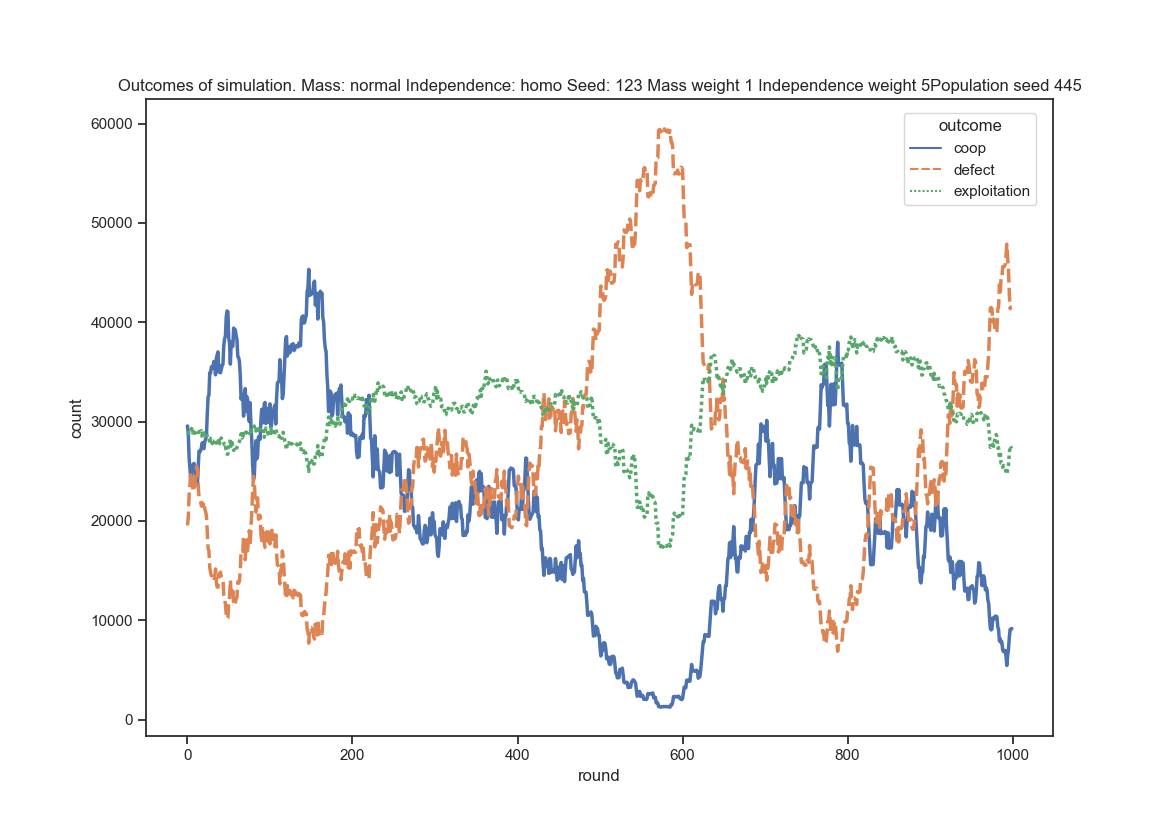 Outcomes of simulation. Mass: normal Independence: homo Seed: 123 Mass weight 1 Independence weight 5Population seed 445
outcome
coop
defect
exploitation
60000
50000
40000
30000
20000
10000
0
count
0 200 400 600 800 1000
round